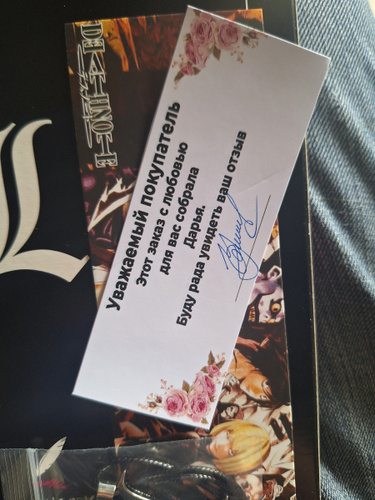 DEATH NOTE
L
Уважаемый покупатель
Этот заказ с любовью
для вас собрала
Дарья.
Буду рада увидеть ваш отзыв